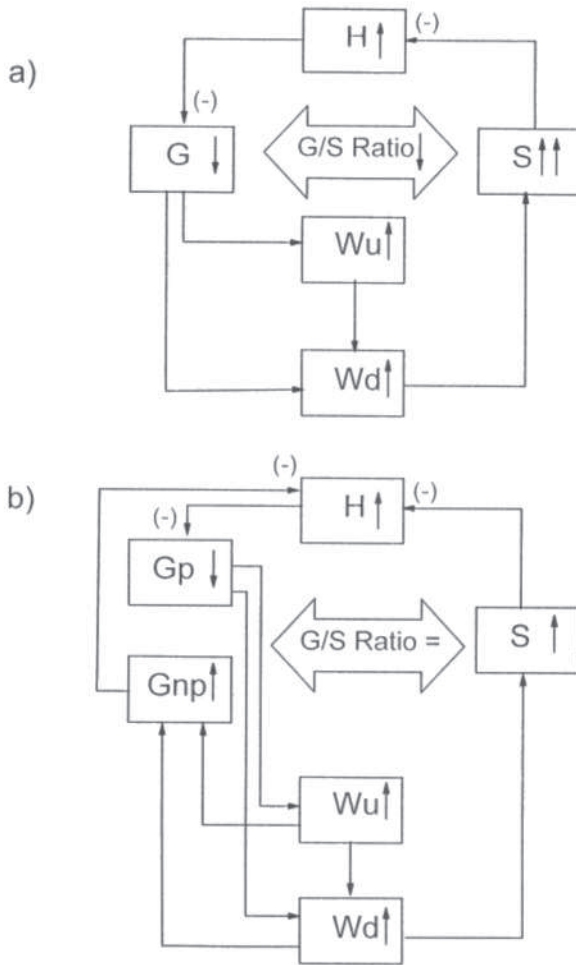 a)
H ↑
(-)
(-)
G ↓
G/S Ratio ↓
S ↑↑
Wu ↑
Wd ↑
b)
(-)
H ↑
(-)
(-)
Gp ↓
G/S Ratio =
S ↑
Gnp ↑
Wu ↑
Wd ↑